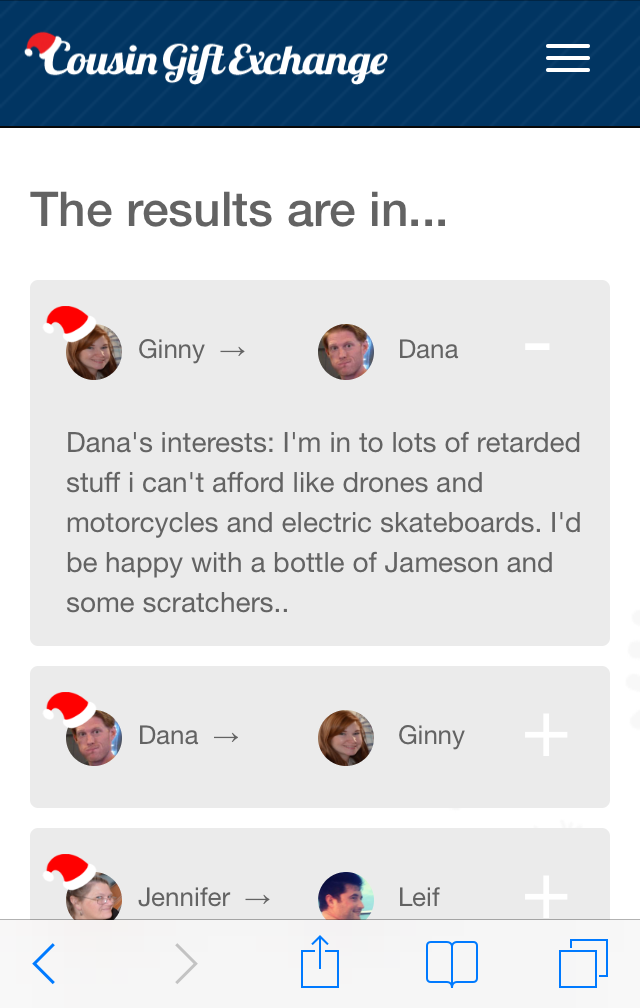 Cousin Gift Exchange
The results are in...
Ginny → Dana
Dana's interests: I'm in to lots of retarded
stuff i can't afford like drones and
motorcycles and electric skateboards. I'd
be happy with a bottle of Jameson and
some scratchers..
Dana → Ginny
Jennifer → Leif